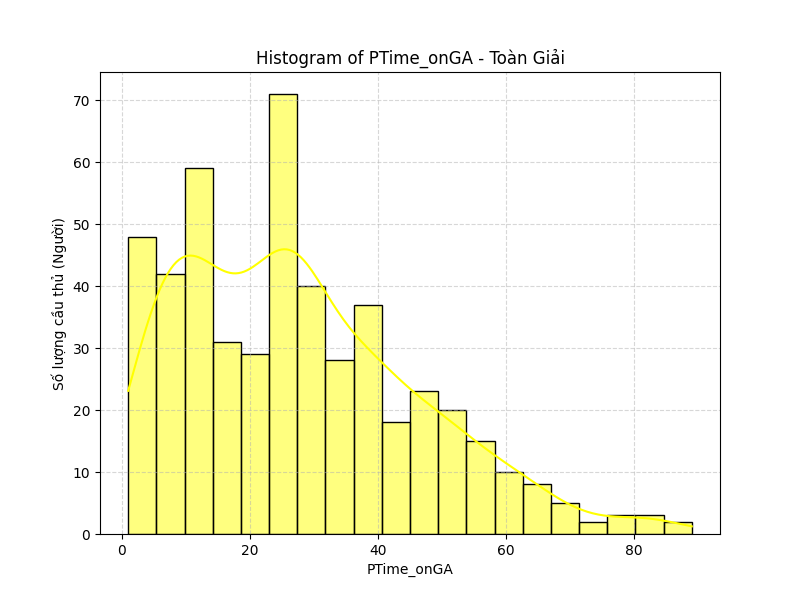 Histogram of PTime_onGA - Toàn Giải
Số lượng cầu thủ (Người)
70
60
50
40
30
20
10
0
0 20 40 60 80
PTime_onGA